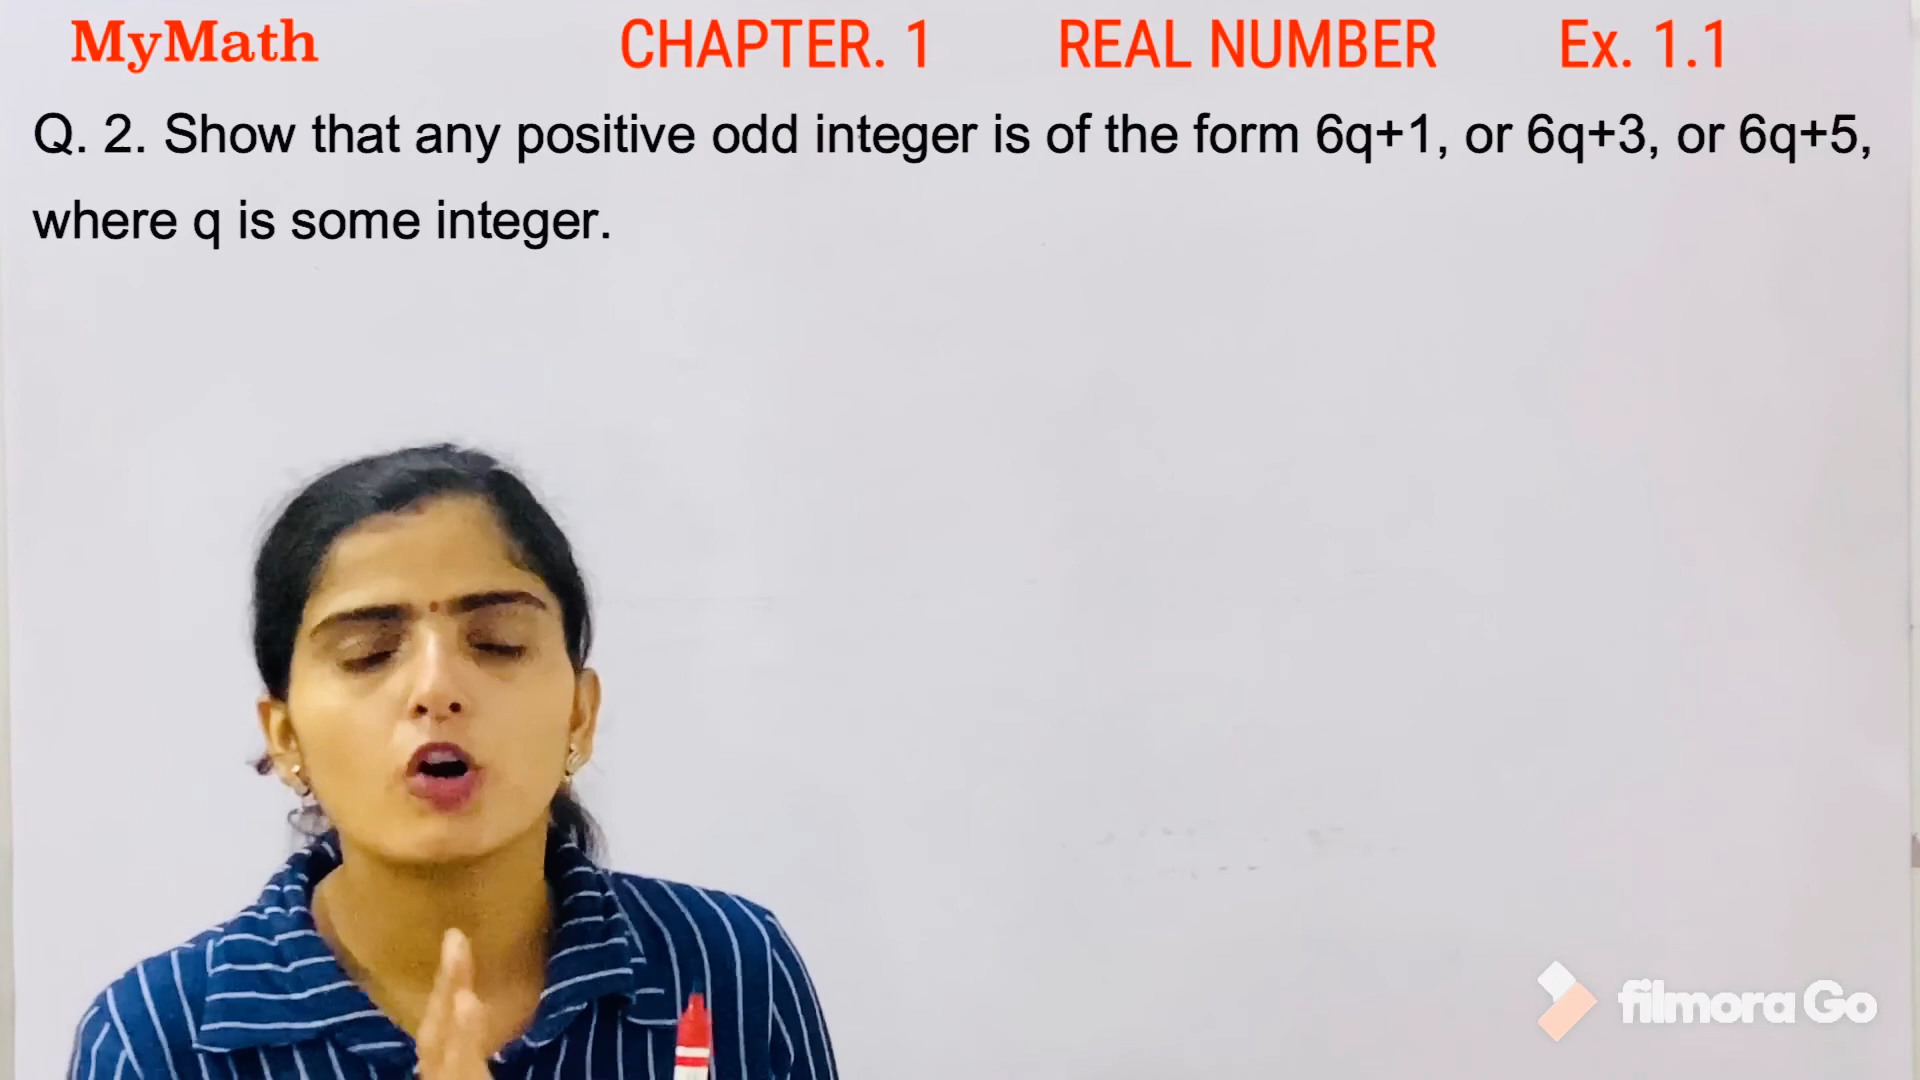 MyMath CHAPTER. 1 REAL NUMBER Ex. 1.1
Q. 2. Show that any positive odd integer is of the form 6q+1, or 6q+3, or 6q+5,
where q is some integer.
filmora Go